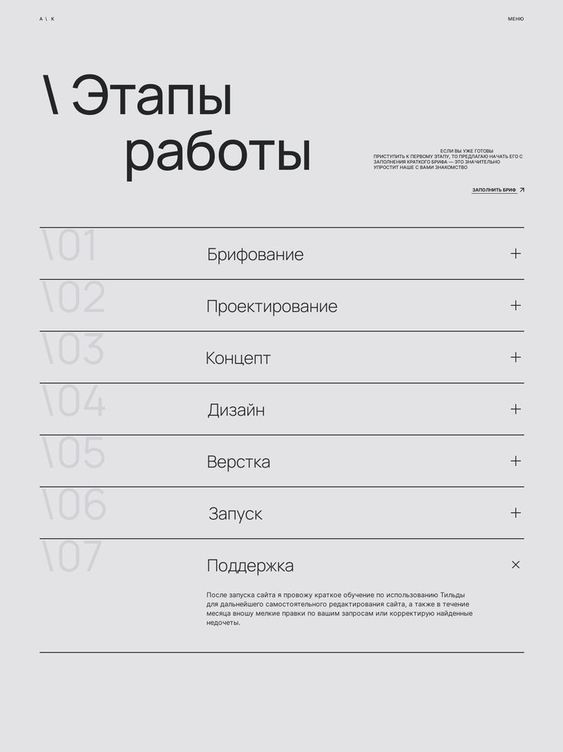 А \ К
МЕНЮ
\ Этапы
работы
ЕСЛИ ВЫ УЖЕ ГОТОВЫ
ПРИСТУПИТЬ К ПЕРВОМУ ЭТАПУ, ТО ПРЕДЛАГАЮ НАЧАТЬ ЕГО С
ЗАПОЛНЕНИЯ КРАТКОГО БРИФА — ЭТО ЗНАЧИТЕЛЬНО
УПРОСТИТ НАШЕ С ВАМИ ЗНАКОМСТВО
ЗАПОЛНИТЬ БРИФ
\01
Брифование
\02
Проектирование
\03
Концепт
\04
Дизайн
\05
Верстка
\06
Запуск
\07
Поддержка
После запуска сайта я провожу краткое обучение по использованию Тильды
для дальнейшего самостоятельного редактирования сайта, а также в течение
месяца вношу мелкие правки по вашим запросам или корректирую найденные
недочеты.